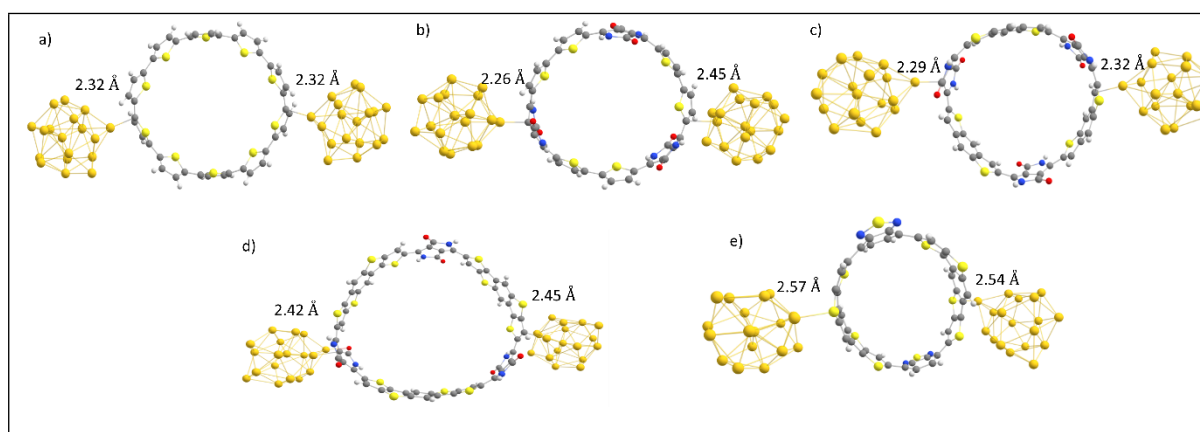 a)
2.32 Å
2.32 Å
b)
2.26 Å
2.45 Å
c)
2.29 Å
2.32 Å
d)
2.42 Å
2.45 Å
e)
2.57 Å
2.54 Å